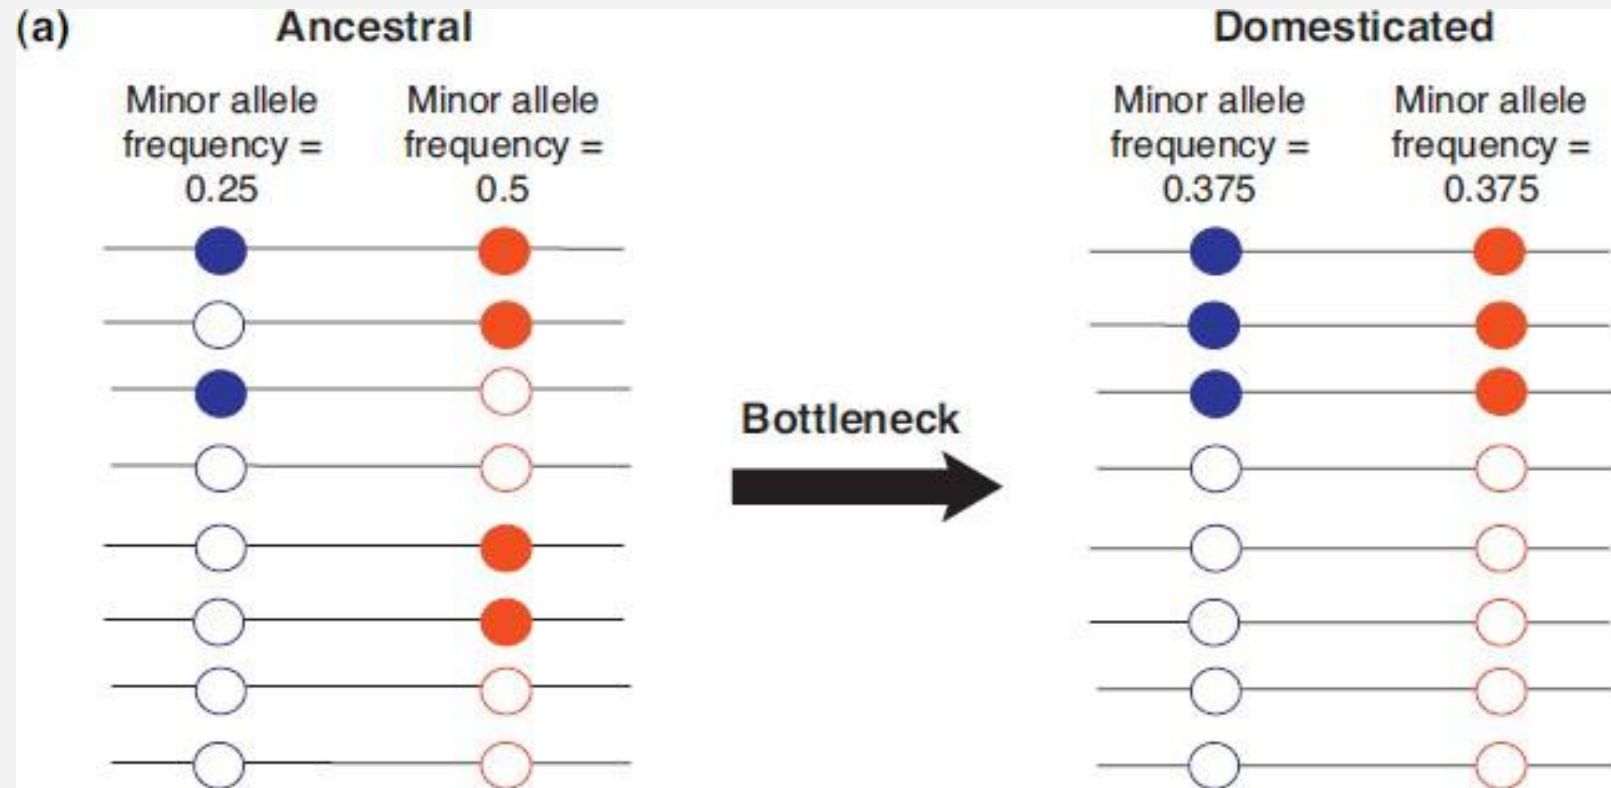 (a)
Ancestral
Domesticated
Minor allele
frequency =
0.25
Minor allele
frequency =
0.5
Minor allele
frequency =
0.375
Minor allele
frequency =
0.375
Bottleneck